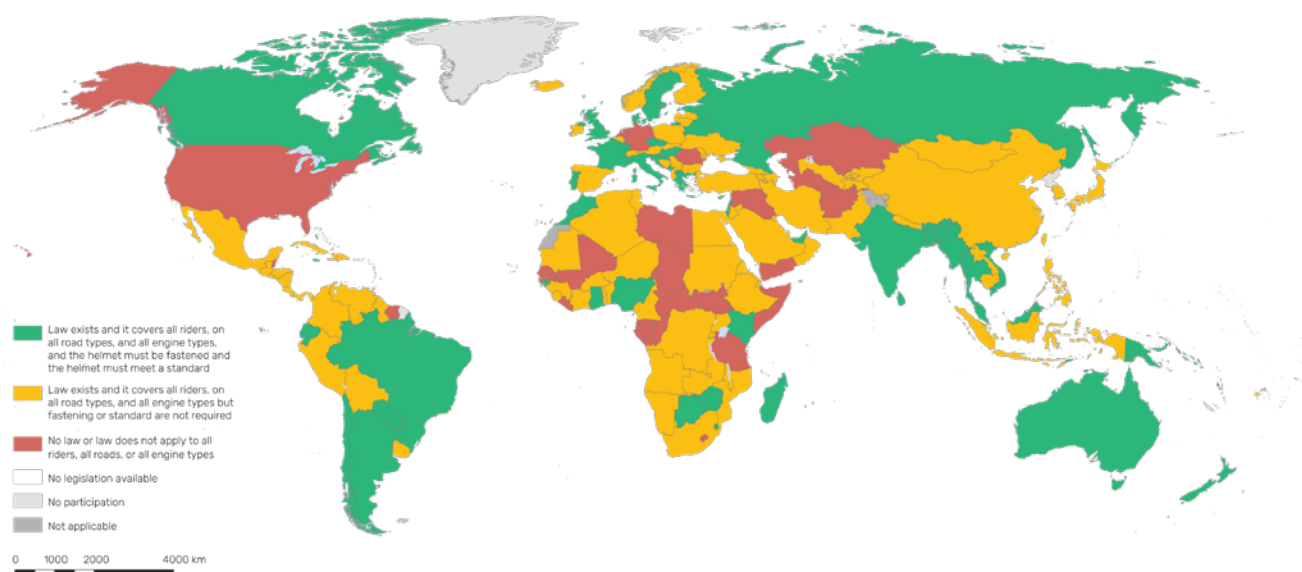 Law exists and it covers all riders, on
all road types, and all engine types,
and the helmet must be fastened and
the helmet must meet a standard
Law exists and it covers all riders, on
all road types, and all engine types but
fastening or standard are not required
No law or law does not apply to all
riders, all roads, or all engine types
No legislation available
No participation
Not applicable
0 1000 2000 4000 km